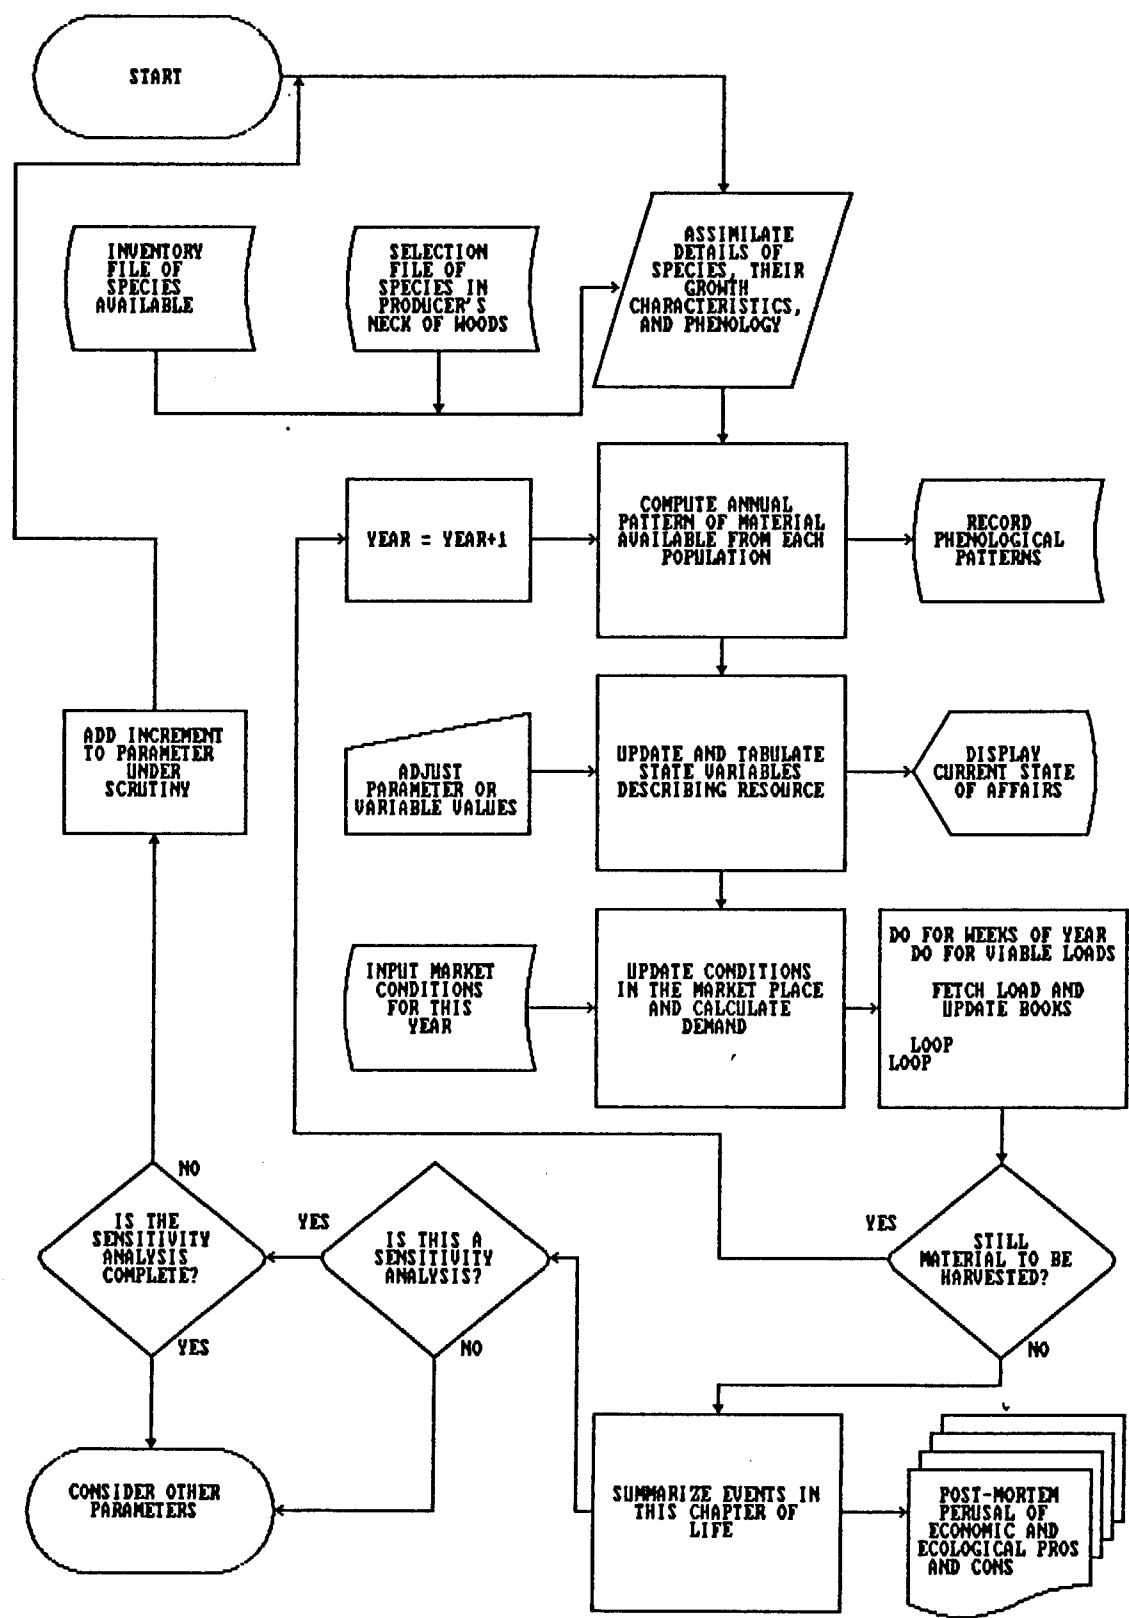 START
INVENTORY
FILE OF
SPECIES
AVAILABLE
SELECTION
FILE OF
SPECIES IN
PRODUCER'S
NECK OF WOODS
ASSIMILATE
DETAILS OF
SPECIES, THEIR
GROWTH
CHARACTERISTICS,
AND PHENOLOGY
YEAR = YEAR+1
COMPUTE ANNUAL
PATTERN OF MATERIAL
AVAILABLE FROM EACH
POPULATION
RECORD
PHENOLOGICAL
PATTERNS
ADD INCREMENT
TO PARAMETER
UNDER
SCRUTINY
ADJUST
PARAMETER OR
VARIABLE VALUES
UPDATE AND TABULATE
STATE VARIABLES
DESCRIBING RESOURCE
DISPLAY
CURRENT STATE
OF AFFAIRS
INPUT MARKET
CONDITIONS
FOR THIS
YEAR
UPDATE CONDITIONS
IN THE MARKET PLACE
AND CALCULATE
DEMAND
DO FOR WEEKS OF YEAR
DO FOR VIABLE LOADS
FETCH LOAD AND
UPDATE BOOKS
LOOP
LOOP
NO
IS THE
SENSITIVITY
ANALYSIS
COMPLETE?
YES
YES
IS THIS A
SENSITIVITY
ANALYSIS?
NO
YES
STILL
MATERIAL TO BE
HARVESTED?
NO
CONSIDER OTHER
PARAMETERS
SUMMARIZE EVENTS IN
THIS CHAPTER OF
LIFE
POST-MORTEM
PERUSAL OF
ECONOMIC AND
ECOLOGICAL PROS
AND CONS